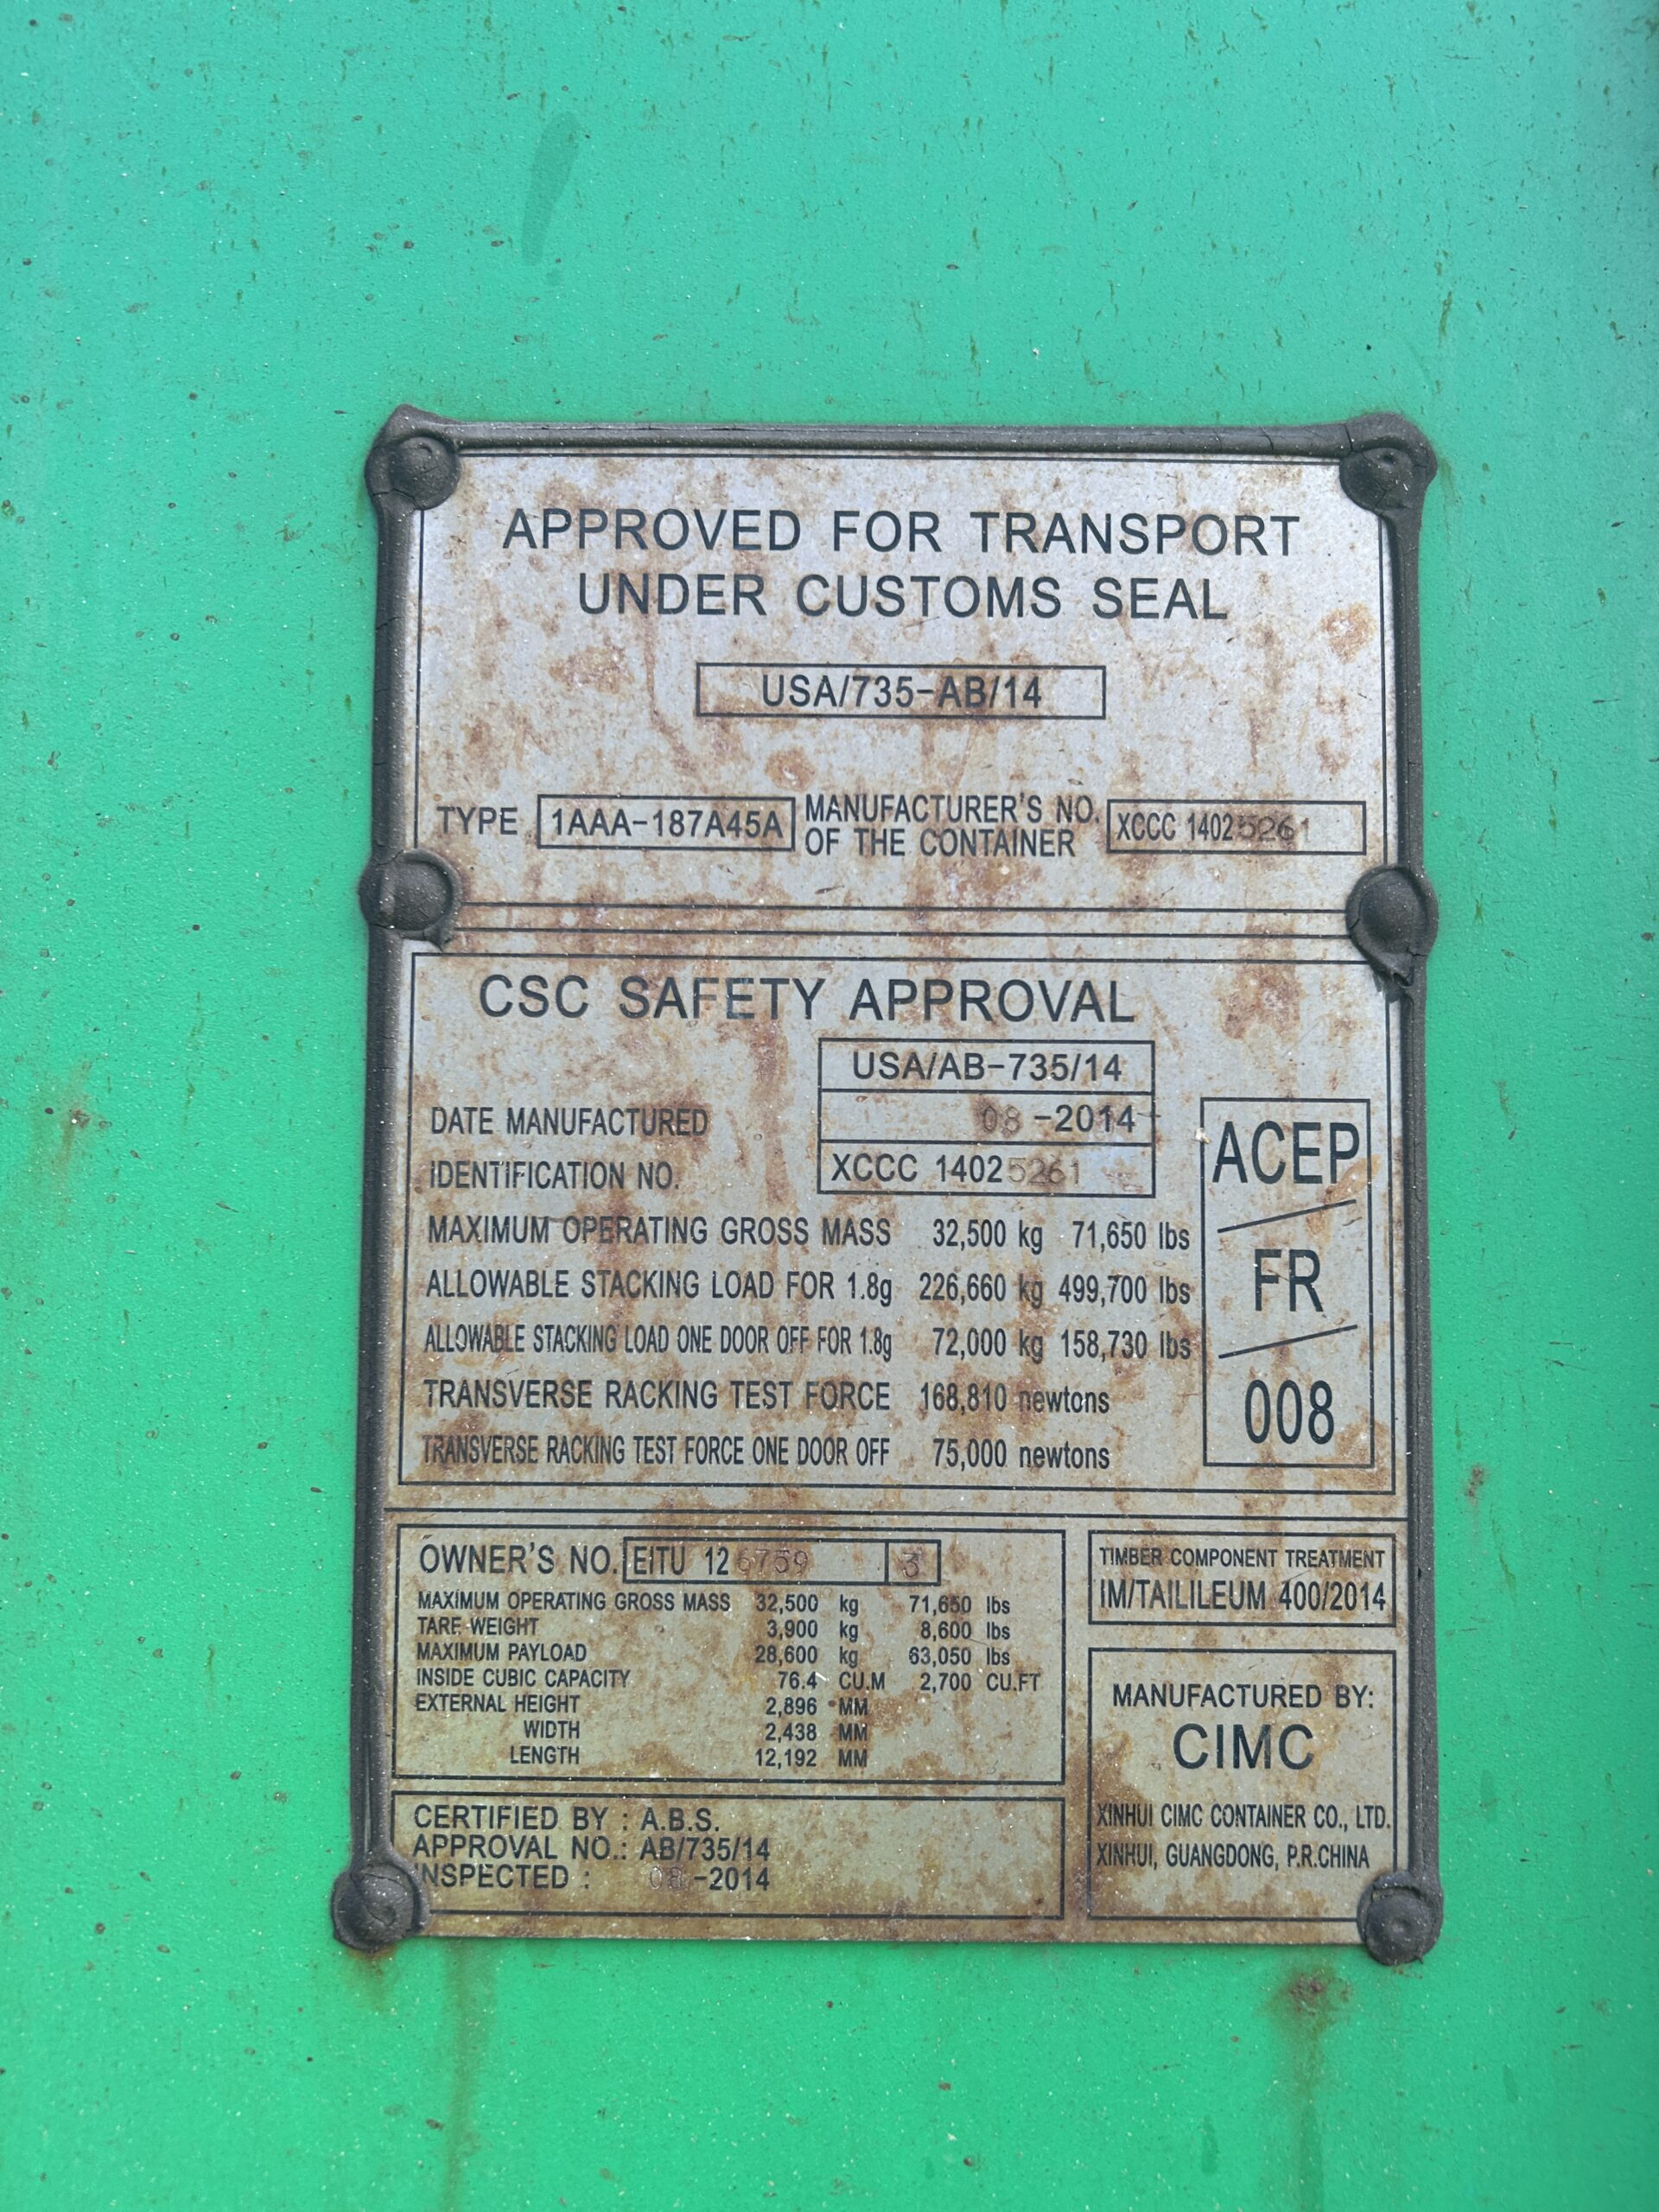 APPROVED FOR TRANSPORT
UNDER CUSTOMS SEAL
USA/735-AB/14
TYPE 1AAA-187A45A MANUFACTURER'S NO. OF THE CONTAINER XCCC 14025261
CSC SAFETY APPROVAL
USA/AB-735/14
DATE MANUFACTURED 08-2014
IDENTIFICATION NO. XCCC 14025261
MAXIMUM OPERATING GROSS MASS 32,500 kg 71,650 lbs
ALLOWABLE STACKING LOAD FOR 1.8g 226,660 kg 499,700 lbs
ALLOWABLE STACKING LOAD ONE DOOR OFF FOR 1.8g 72,000 kg 158,730 lbs
TRANSVERSE RACKING TEST FORCE 168,810 newtons
TRANSVERSE RACKING TEST FORCE ONE DOOR OFF 75,000 newtons
ACEP
FR
008
OWNER'S NO. EITU 126759 3
MAXIMUM OPERATING GROSS MASS 32,500 kg 71,650 lbs
TARE WEIGHT 3,900 kg 8,600 lbs
MAXIMUM PAYLOAD 28,600 kg 63,050 lbs
INSIDE CUBIC CAPACITY 76.4 CU.M 2,700 CU.FT
EXTERNAL HEIGHT 2,896 MM
WIDTH 2,438 MM
LENGTH 12,192 MM
CERTIFIED BY : A.B.S.
APPROVAL NO.: AB/735/14
INSPECTED : 08-2014
TIMBER COMPONENT TREATMENT
IM/TAILILEUM 400/2014
MANUFACTURED BY:
CIMC
XINHUI CIMC CONTAINER CO., LTD.
XINHUI, GUANGDONG, P.R.CHINA